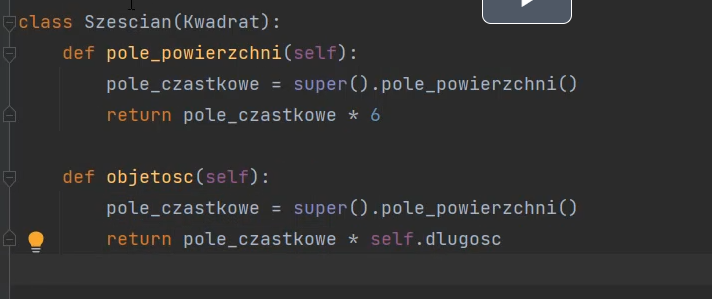 class Szescian(Kwadrat):
    def pole_powierzchni(self):
        pole_czastkowe = super().pole_powierzchni()
        return pole_czastkowe * 6

    def objetosc(self):
        pole_czastkowe = super().pole_powierzchni()
        return pole_czastkowe * self.dlugosc